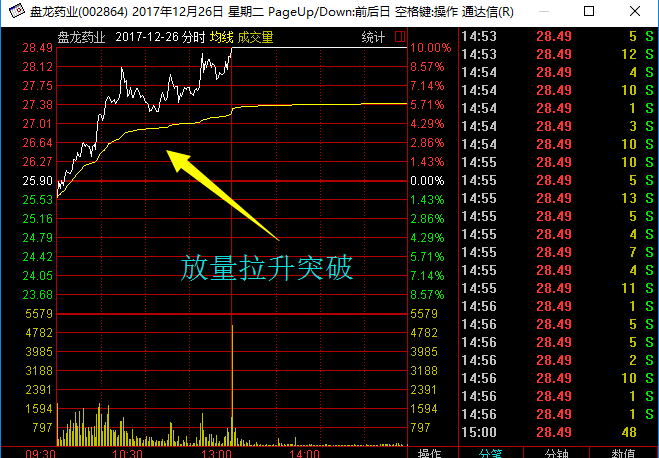 盘龙药业(002864) 2017年12月26日 星期二 PageUp/Down:前后日 空格键:操作 通达信(R)
盘龙药业 2017-12-26 分时 均线 成交量 统计
28.49 10.00%
28.12 8.57%
27.75 7.14%
27.38 5.71%
27.01 4.29%
26.64 2.86%
26.27 1.43%
25.90 0.00%
25.53 1.43%
25.16 2.86%
24.79 4.29%
24.42 5.71%
24.05 7.14%
23.68 8.57%
放量拉升突破
5579 5579
4782 4782
3985 3985
3188 3188
2391 2391
1594 1594
797 797
09:30 10:30 13:00 14:00
14:53 28.49 5 S
14:53 28.49 12 S
14:54 28.49 4 S
14:54 28.49 10 S
14:54 28.49 1 S
14:54 28.49 3 S
14:54 28.49 10 S
14:55 28.49 10 S
14:55 28.49 5 S
14:55 28.49 13 S
14:55 28.49 5 S
14:55 28.49 4 S
14:55 28.49 7 S
14:55 28.49 4 S
14:55 28.49 11 S
14:56 28.49 1 S
14:56 28.49 5 S
14:56 28.49 5 S
14:56 28.49 2 S
14:56 28.49 10 S
14:56 28.49 1 S
14:56 28.49 1 S
15:00 28.49 48
操作 分笔 分钟 数值